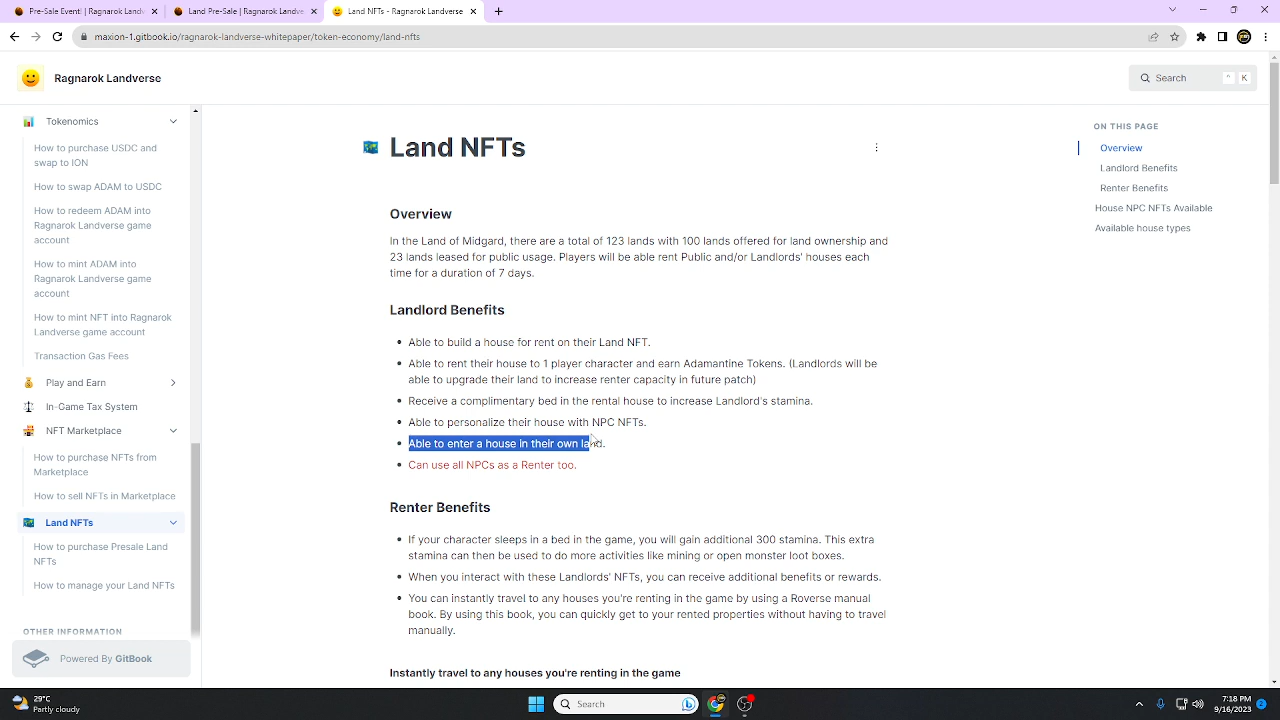 Pre-Sale Event! | Ragnarok Landv
Land Pre-Sale | Ragnarok Landve
Land NFTs - Ragnarok Landverse
maxion-1.gitbook.io/ragnarok-landverse-whitepaper/token-economy/land-nfts
Ragnarok Landverse
Search
^
K
Tokenomics
How to purchase USDC and
swap to ION
How to swap ADAM to USDC
How to redeem ADAM into
Ragnarok Landverse game
account
How to mint ADAM into
Ragnarok Landverse game
account
How to mint NFT into Ragnarok
Landverse game account
Transaction Gas Fees
Play and Earn
In-Game Tax System
NFT Marketplace
How to purchase NFTs from
Marketplace
How to sell NFTs in Marketplace
Land NFTs
How to purchase Presale Land
NFTs
How to manage your Land NFTs
OTHER INFORMATION
Powered By GitBook
Land NFTs
Overview
In the Land of Midgard, there are a total of 123 lands with 100 lands offered for land ownership and
23 lands leased for public usage. Players will be able rent Public and/or Landlords' houses each
time for a duration of 7 days.
Landlord Benefits
Able to build a house for rent on their Land NFT.
Able to rent their house to 1 player character and earn Adamantine Tokens. (Landlords will be
able to upgrade their land to increase renter capacity in future patch)
Receive a complimentary bed in the rental house to increase Landlord's stamina.
Able to personalize their house with NPC NFTs.
Able to enter a house in their own land.
Can use all NPCs as a Renter too.
Renter Benefits
If your character sleeps in a bed in the game, you will gain additional 300 stamina. This extra
stamina can then be used to do more activities like mining or open monster loot boxes.
When you interact with these Landlords' NFTs, you can receive additional benefits or rewards.
You can instantly travel to any houses you're renting in the game by using a Roverse manual
book. By using this book, you can quickly get to your rented properties without having to travel
manually.
Instantly travel to any houses you're renting in the game
ON THIS PAGE
Overview
Landlord Benefits
Renter Benefits
House NPC NFTs Available
Available house types
29°C
Partly cloudy
Search
7:18 PM
9/16/2023
2